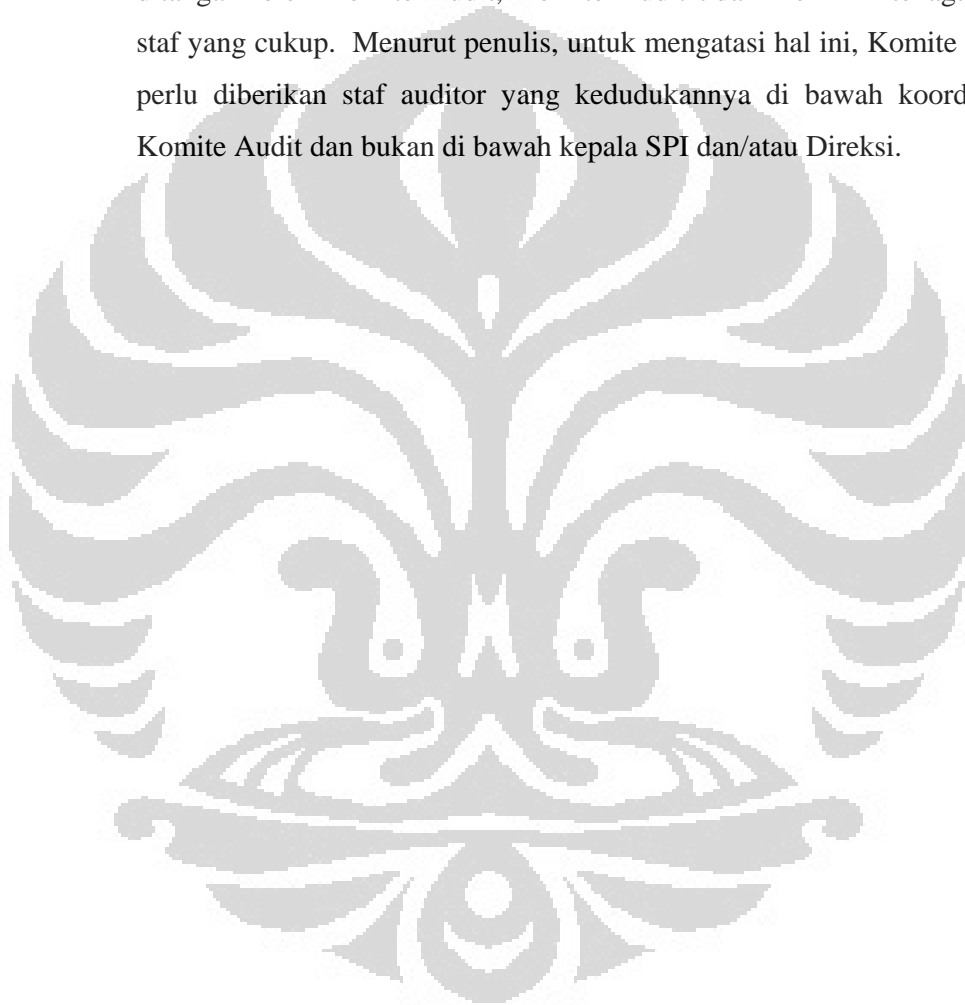 staf yang cukup. Menurut penulis, untuk mengatasi hal ini, Komite
perlu diberikan staf auditor yang kedudukannya di bawah koord
Komite Audit dan bukan di bawah kepala SPI dan/atau Direksi.